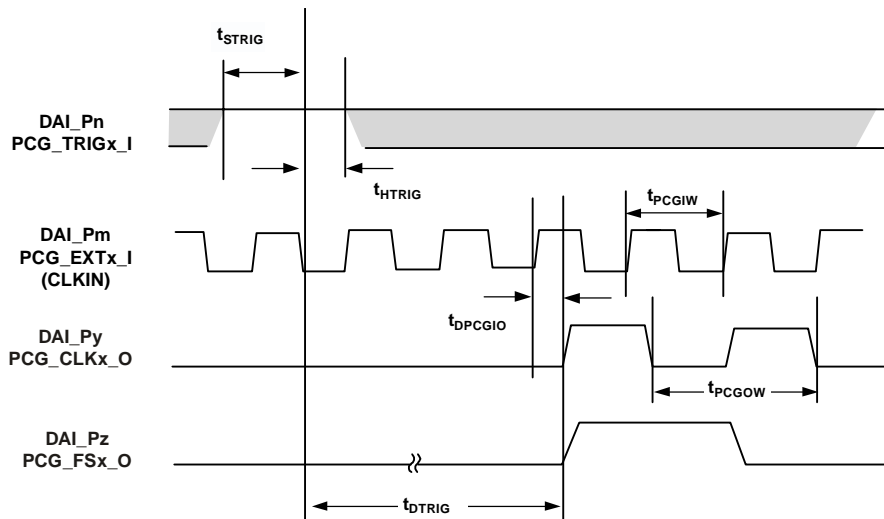 tSTRIG
DAI_Pn
PCG_TRIGx_I
tHTRIG
tPCGIW
DAI_Pm
PCG_EXTx_I
(CLKIN)
tDPCGIO
DAI_Py
PCG_CLKx_O
tPCGOW
DAI_Pz
PCG_FSx_O
tDTRIG